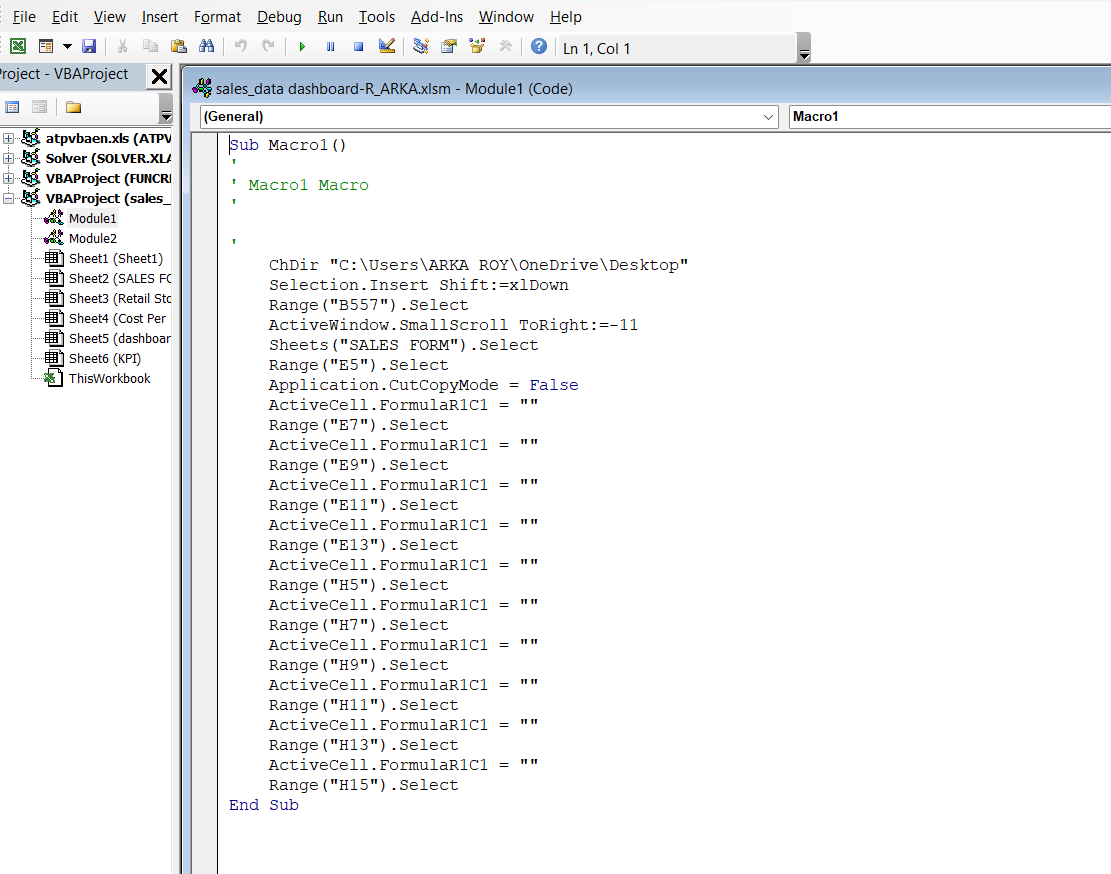 File Edit View Insert Format Debug Run Tools Add-Ins Window Help
Ln 1, Col 1
Project - VBAProject
sales_data dashboard-R_ARKA.xlsm - Module1 (Code)
(General) Macro1
atpvbaen.xls (ATPV
Solver (SOLVER.XLA
VBAProject (FUNCRE
VBAProject (sales_
Module1
Module2
Sheet1 (Sheet1)
Sheet2 (SALES FO
Sheet3 (Retail Sto
Sheet4 (Cost Per
Sheet5 (dashboar
Sheet6 (KPI)
ThisWorkbook
Sub Macro1()
'
' Macro1 Macro
'
'
ChDir "C:\Users\ARKA ROY\OneDrive\Desktop"
Selection.Insert Shift:=xlDown
Range("B557").Select
ActiveWindow.SmallScroll ToRight:=-11
Sheets("SALES FORM").Select
Range("E5").Select
Application.CutCopyMode = False
ActiveCell.FormulaR1C1 = ""
Range("E7").Select
ActiveCell.FormulaR1C1 = ""
Range("E9").Select
ActiveCell.FormulaR1C1 = ""
Range("E11").Select
ActiveCell.FormulaR1C1 = ""
Range("E13").Select
ActiveCell.FormulaR1C1 = ""
Range("H5").Select
ActiveCell.FormulaR1C1 = ""
Range("H7").Select
ActiveCell.FormulaR1C1 = ""
Range("H9").Select
ActiveCell.FormulaR1C1 = ""
Range("H11").Select
ActiveCell.FormulaR1C1 = ""
Range("H13").Select
ActiveCell.FormulaR1C1 = ""
Range("H15").Select
End Sub